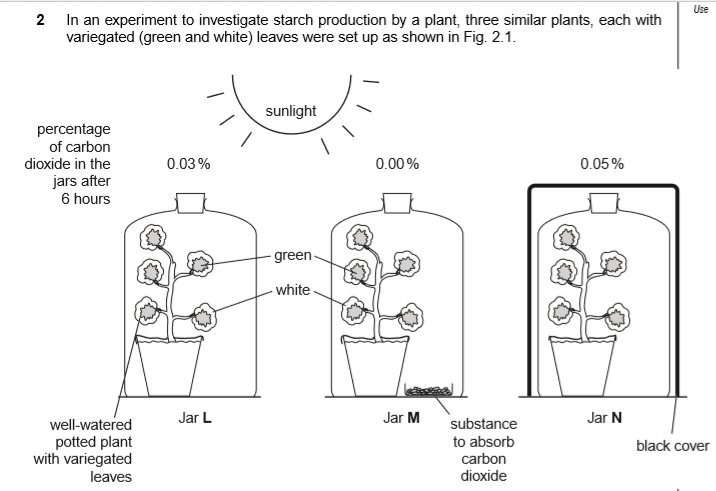 Use
2 In an experiment to investigate starch production by a plant, three similar plants, each with
variegated (green and white) leaves were set up as shown in Fig. 2.1.
sunlight
percentage
of carbon
dioxide in the
jars after
6 hours
0.03%
0.00%
0.05%
green
white
Jar L
Jar M
Jar N
well-watered
potted plant
with variegated
leaves
substance
to absorb
carbon
dioxide
black cover